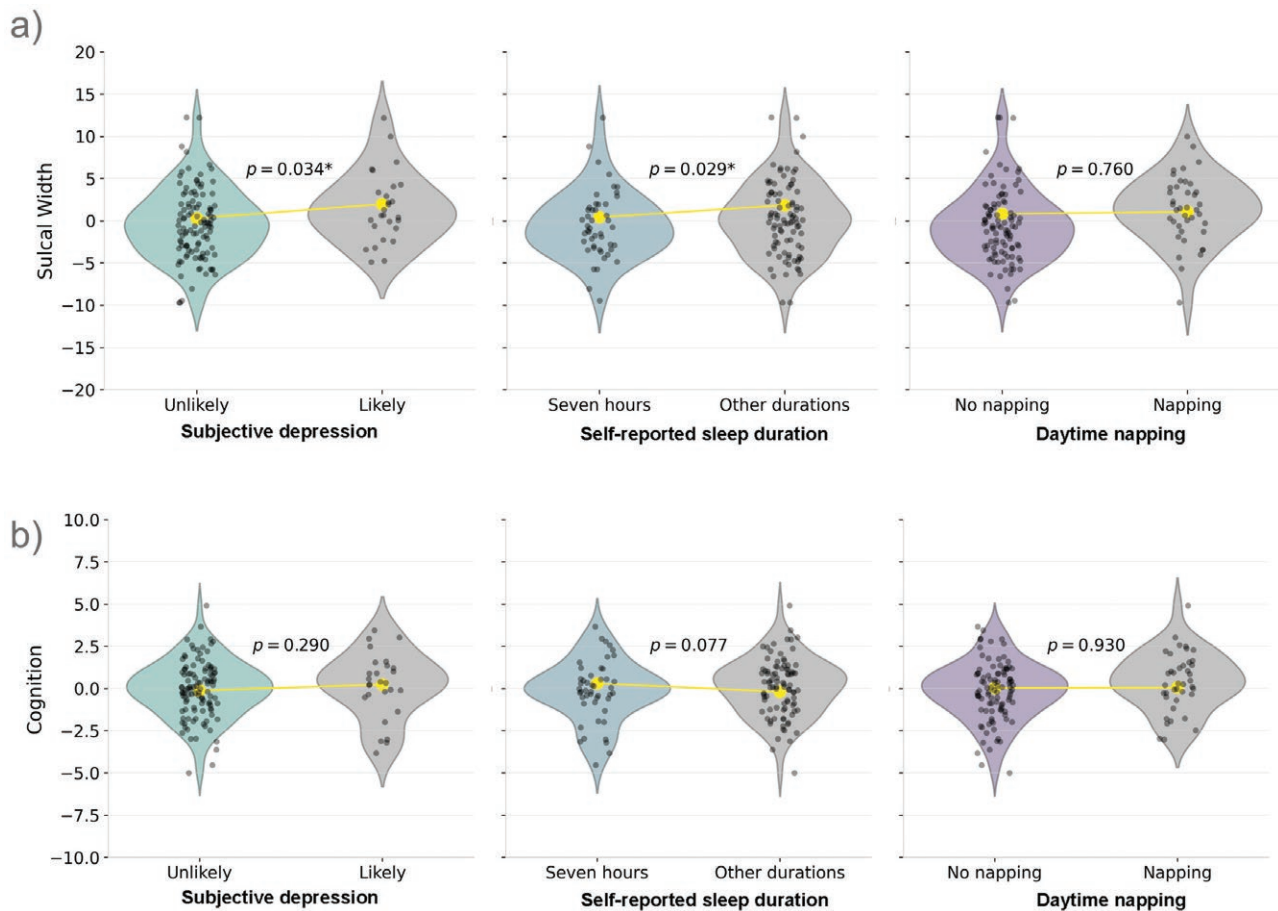 a)
20
15
10
5
0
−5
−10
−15
−20
Sulcal Width
p = 0.034*
p = 0.029*
p = 0.760
Unlikely Likely
Subjective depression
Seven hours Other durations
Self-reported sleep duration
No napping Napping
Daytime napping
b)
10.0
7.5
5.0
2.5
0.0
−2.5
−5.0
−7.5
−10.0
Cognition
p = 0.290
p = 0.077
p = 0.930
Unlikely Likely
Subjective depression
Seven hours Other durations
Self-reported sleep duration
No napping Napping
Daytime napping